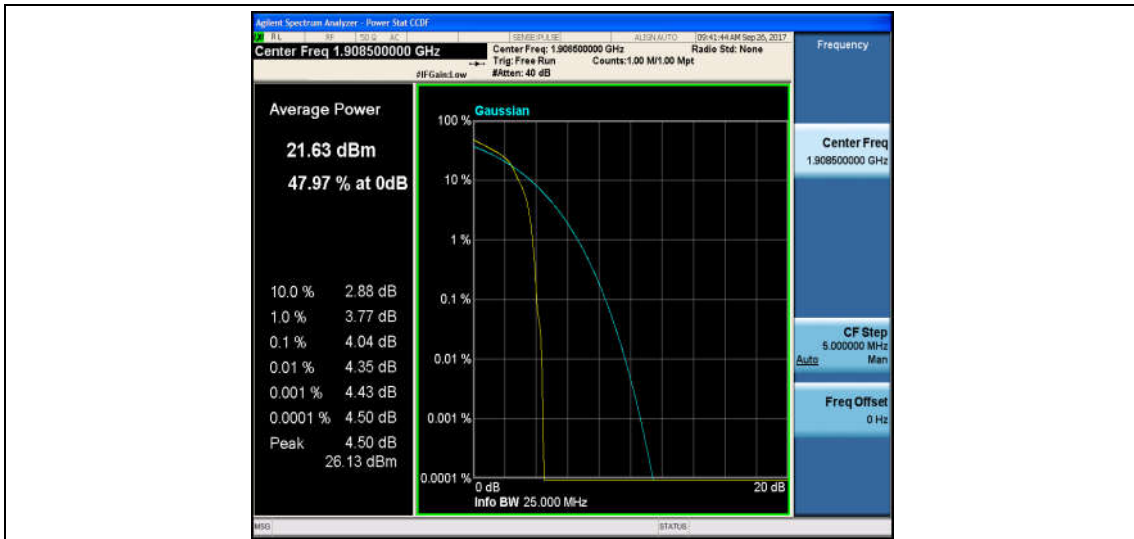 Agilent Spectrum Analyzer - Power Stat CCDF
RL RF 50 Ω AC SENSE:PULSE ALIGNAUTO 09:41:44 AM Sep 26, 2017
Center Freq 1.908500000 GHz
Center Freq: 1.908500000 GHz Radio Std: None
Trig: Free Run Counts:1.00 M/1.00 Mpt
#IFGain:Low #Atten: 40 dB
Frequency
Average Power
21.63 dBm
47.97 % at 0dB
10.0 % 2.88 dB
1.0 % 3.77 dB
0.1 % 4.04 dB
0.01 % 4.35 dB
0.001 % 4.43 dB
0.0001 % 4.50 dB
Peak 4.50 dB
26.13 dBm
Gaussian
100 %
10 %
1 %
0.1 %
0.01 %
0.001 %
0.0001 %
0 dB 20 dB
Info BW 25.000 MHz
Center Freq
1.908500000 GHz
CF Step
5.000000 MHz
Auto Man
Freq Offset
0 Hz
MSG STATUS